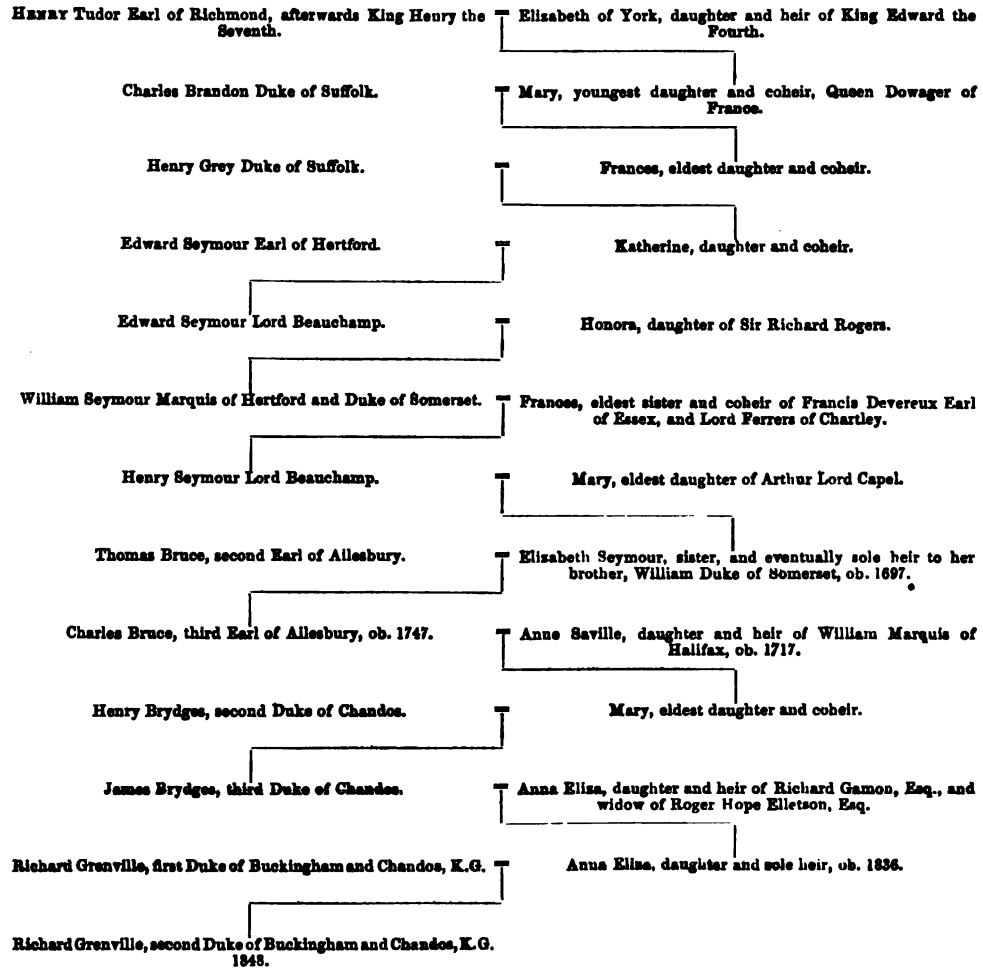 HENRY Tudor Earl of Richmond, afterwards King Henry the
Seventh.
Elizabeth of York, daughter and heir of King Edward the
Fourth.
Charles Brandon Duke of Suffolk.
Mary, youngest daughter and coheir, Queen Dowager of
France.
Henry Grey Duke of Suffolk.
Frances, eldest daughter and coheir.
Edward Seymour Earl of Hertford.
Katherine, daughter and coheir.
Edward Seymour Lord Beauchamp.
Honora, daughter of Sir Richard Rogers.
William Seymour Marquis of Hertford and Duke of Somerset.
Frances, eldest sister and coheir of Francis Devereux Earl
of Essex, and Lord Ferrers of Chartley.
Henry Seymour Lord Beauchamp.
Mary, eldest daughter of Arthur Lord Capel.
Thomas Bruce, second Earl of Ailesbury.
Elizabeth Seymour, sister, and eventually sole heir to her
brother, William Duke of Somerset, ob. 1697.
Charles Bruce, third Earl of Ailesbury, ob. 1747.
Anne Saville, daughter and heir of William Marquis of
Halifax, ob. 1717.
Henry Brydges, second Duke of Chandos.
Mary, eldest daughter and coheir.
James Brydges, third Duke of Chandos.
Anna Eliza, daughter and heir of Richard Gamon, Esq., and
widow of Roger Hope Elletson, Esq.
Richard Grenville, first Duke of Buckingham and Chandos, K.G.
Anna Eliza, daughter and sole heir, ob. 1836.
Richard Grenville, second Duke of Buckingham and Chandos, K.G.
1848.